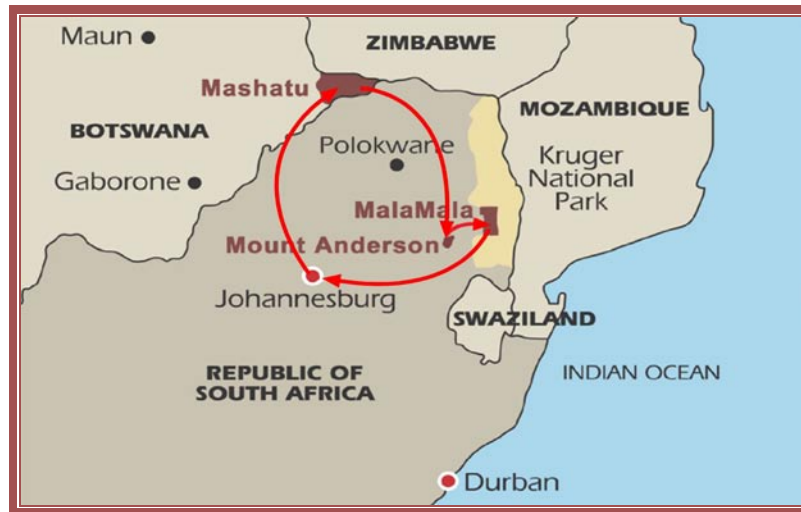 Maun
ZIMBABWE
Mashatu
MOZAMBIQUE
BOTSWANA
Polokwane
Kruger
National
Park
Gaborone
MalaMala
Mount Anderson
Johannesburg
SWAZILAND
REPUBLIC OF
SOUTH AFRICA
INDIAN OCEAN
Durban